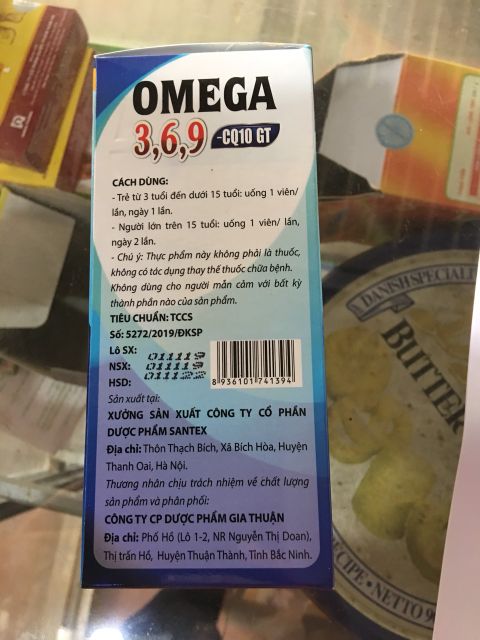 OMEGA
3,6,9 -CQ10 GT
CÁCH DÙNG:
- Trẻ từ 3 tuổi đến dưới 15 tuổi: uống 1 viên/
lần, ngày 1 lần.
- Người lớn trên 15 tuổi: uống 1 viên/ lần,
ngày 2 lần.
- Chú ý: Thực phẩm này không phải là thuốc,
không có tác dụng thay thế thuốc chữa bệnh.
Không dùng cho người mẫn cảm với bất kỳ
thành phần nào của sản phẩm.
TIÊU CHUẨN: TCCS
Số: 5272/2019/ĐKSP
Lô SX: 011119
NSX: 011119
HSD: 011122
8 936101 741394
Sản xuất tại:
XƯỞNG SẢN XUẤT CÔNG TY CỔ PHẦN
DƯỢC PHẨM SANTEX
Địa chỉ: Thôn Thạch Bích, Xã Bích Hòa, Huyện
Thanh Oai, Hà Nội.
Thương nhân chịu trách nhiệm về chất lượng
sản phẩm và phân phối:
CÔNG TY CP DƯỢC PHẨM GIA THUẬN
Địa chỉ: Phố Hồ (Lô 1-2, NR Nguyễn Thị Doan),
Thị trấn Hồ, Huyện Thuận Thành, Tỉnh Bắc Ninh.
DANISH SPECIAL
BUTTER
NETTO